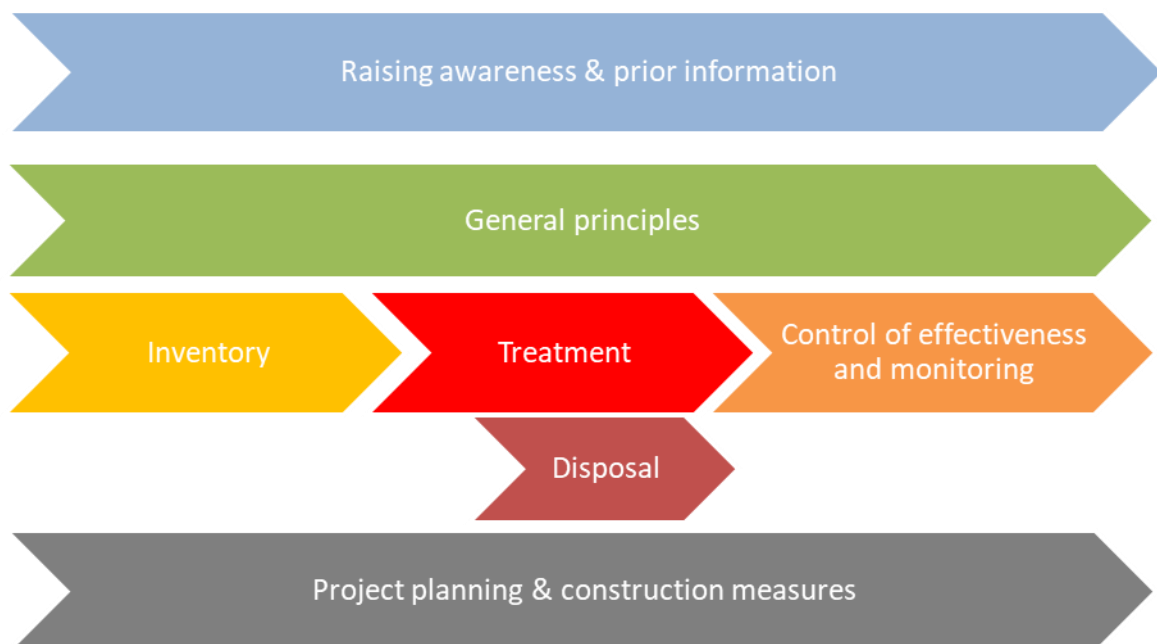 Raising awareness & prior information
General principles
Inventory
Treatment
Control of effectiveness
and monitoring
Disposal
Project planning & construction measures